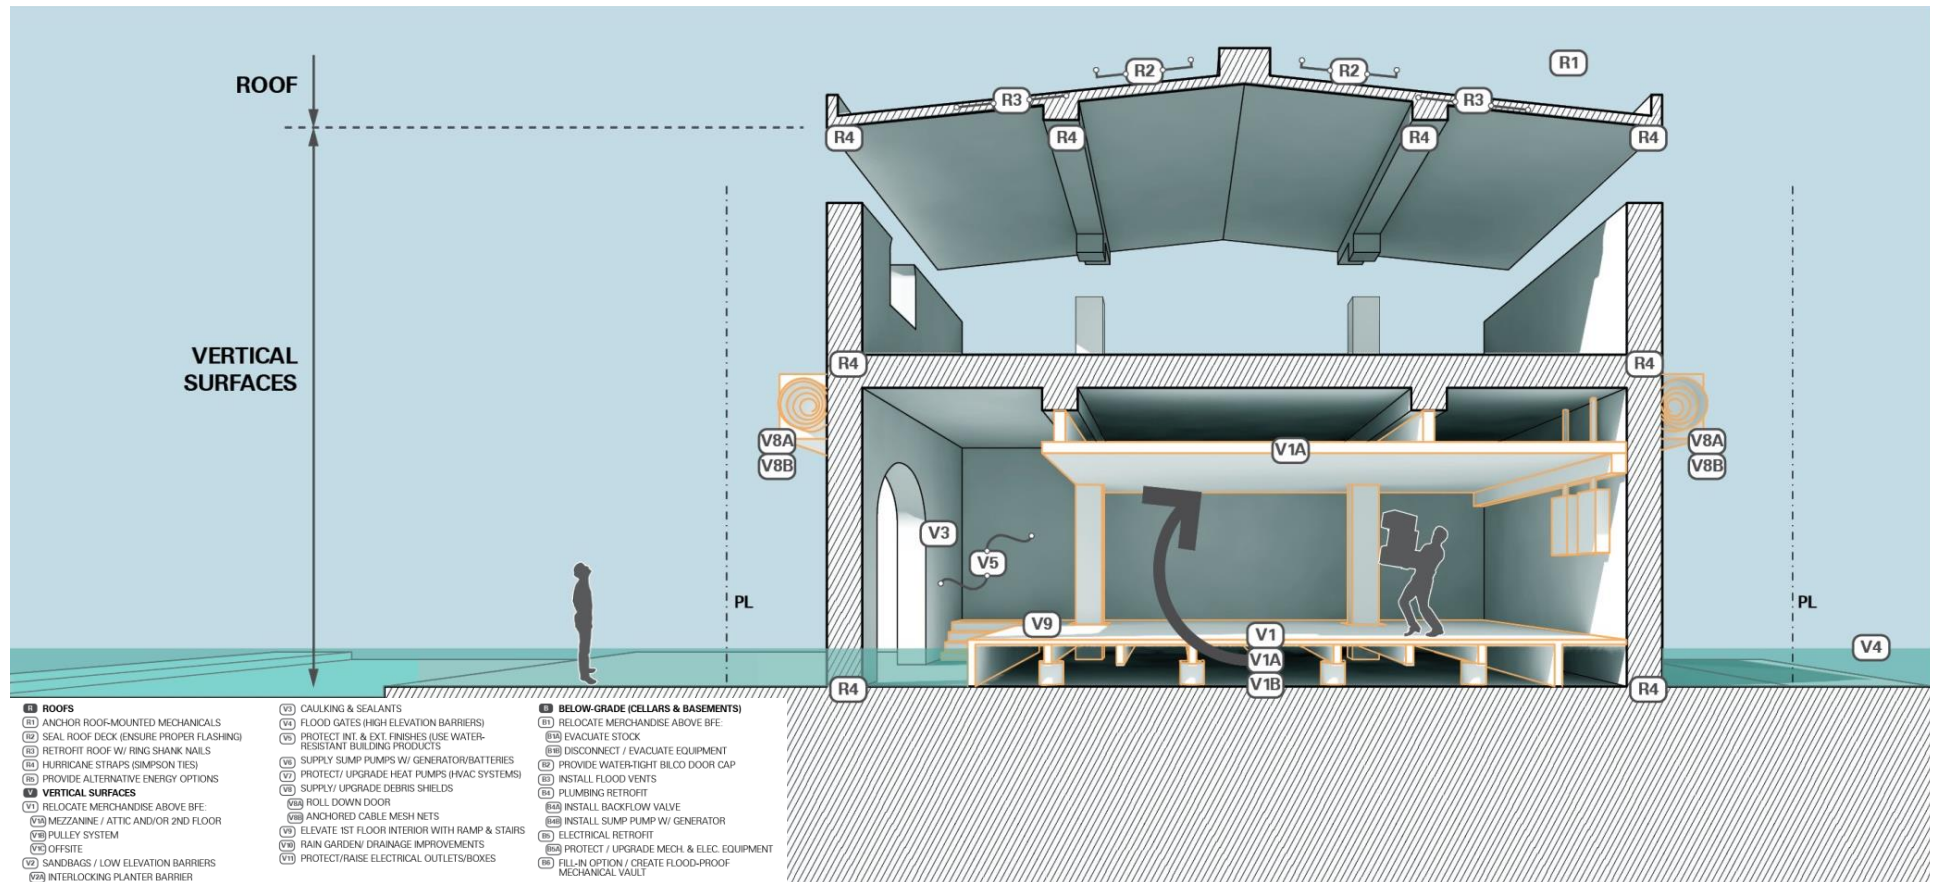 ROOF
R2
R2
R1
R3
R3
R4
R4
R4
R4
VERTICAL
SURFACES
R4
R4
V8A
V8B
V1A
V8A
V8B
V3
V5
PL
PL
V9
V1
V1A
V1B
V4
R4
R4
R ROOFS
R1 ANCHOR ROOF-MOUNTED MECHANICALS
R2 SEAL ROOF DECK (ENSURE PROPER FLASHING)
R3 RETROFIT ROOF W/ RING SHANK NAILS
R4 HURRICANE STRAPS (SIMPSON TIES)
R5 PROVIDE ALTERNATIVE ENERGY OPTIONS
V VERTICAL SURFACES
V1 RELOCATE MERCHANDISE ABOVE BFE:
V1A MEZZANINE / ATTIC AND/OR 2ND FLOOR
V1B PULLEY SYSTEM
V1C OFFSITE
V2 SANDBAGS / LOW ELEVATION BARRIERS
V2A INTERLOCKING PLANTER BARRIER
V3 CAULKING & SEALANTS
V4 FLOOD GATES (HIGH ELEVATION BARRIERS)
V5 PROTECT INT. & EXT. FINISHES (USE WATER-
RESISTANT BUILDING PRODUCTS
V6 SUPPLY SUMP PUMPS W/ GENERATOR/BATTERIES
V7 PROTECT/ UPGRADE HEAT PUMPS (HVAC SYSTEMS)
V8 SUPPLY/ UPGRADE DEBRIS SHIELDS
V8A ROLL DOWN DOOR
V8B ANCHORED CABLE MESH NETS
V9 ELEVATE 1ST FLOOR INTERIOR WITH RAMP & STAIRS
V10 RAIN GARDEN/ DRAINAGE IMPROVEMENTS
V11 PROTECT/RAISE ELECTRICAL OUTLETS/BOXES
B BELOW-GRADE (CELLARS & BASEMENTS)
B1 RELOCATE MERCHANDISE ABOVE BFE:
B1A EVACUATE STOCK
B1B DISCONNECT / EVACUATE EQUIPMENT
B2 PROVIDE WATER-TIGHT BILCO DOOR CAP
B3 INSTALL FLOOD VENTS
B4 PLUMBING RETROFIT
B4A INSTALL BACKFLOW VALVE
B4B INSTALL SUMP PUMP W/ GENERATOR
B5 ELECTRICAL RETROFIT
B5A PROTECT / UPGRADE MECH. & ELEC. EQUIPMENT
B6 FILL-IN OPTION / CREATE FLOOD-PROOF
MECHANICAL VAULT